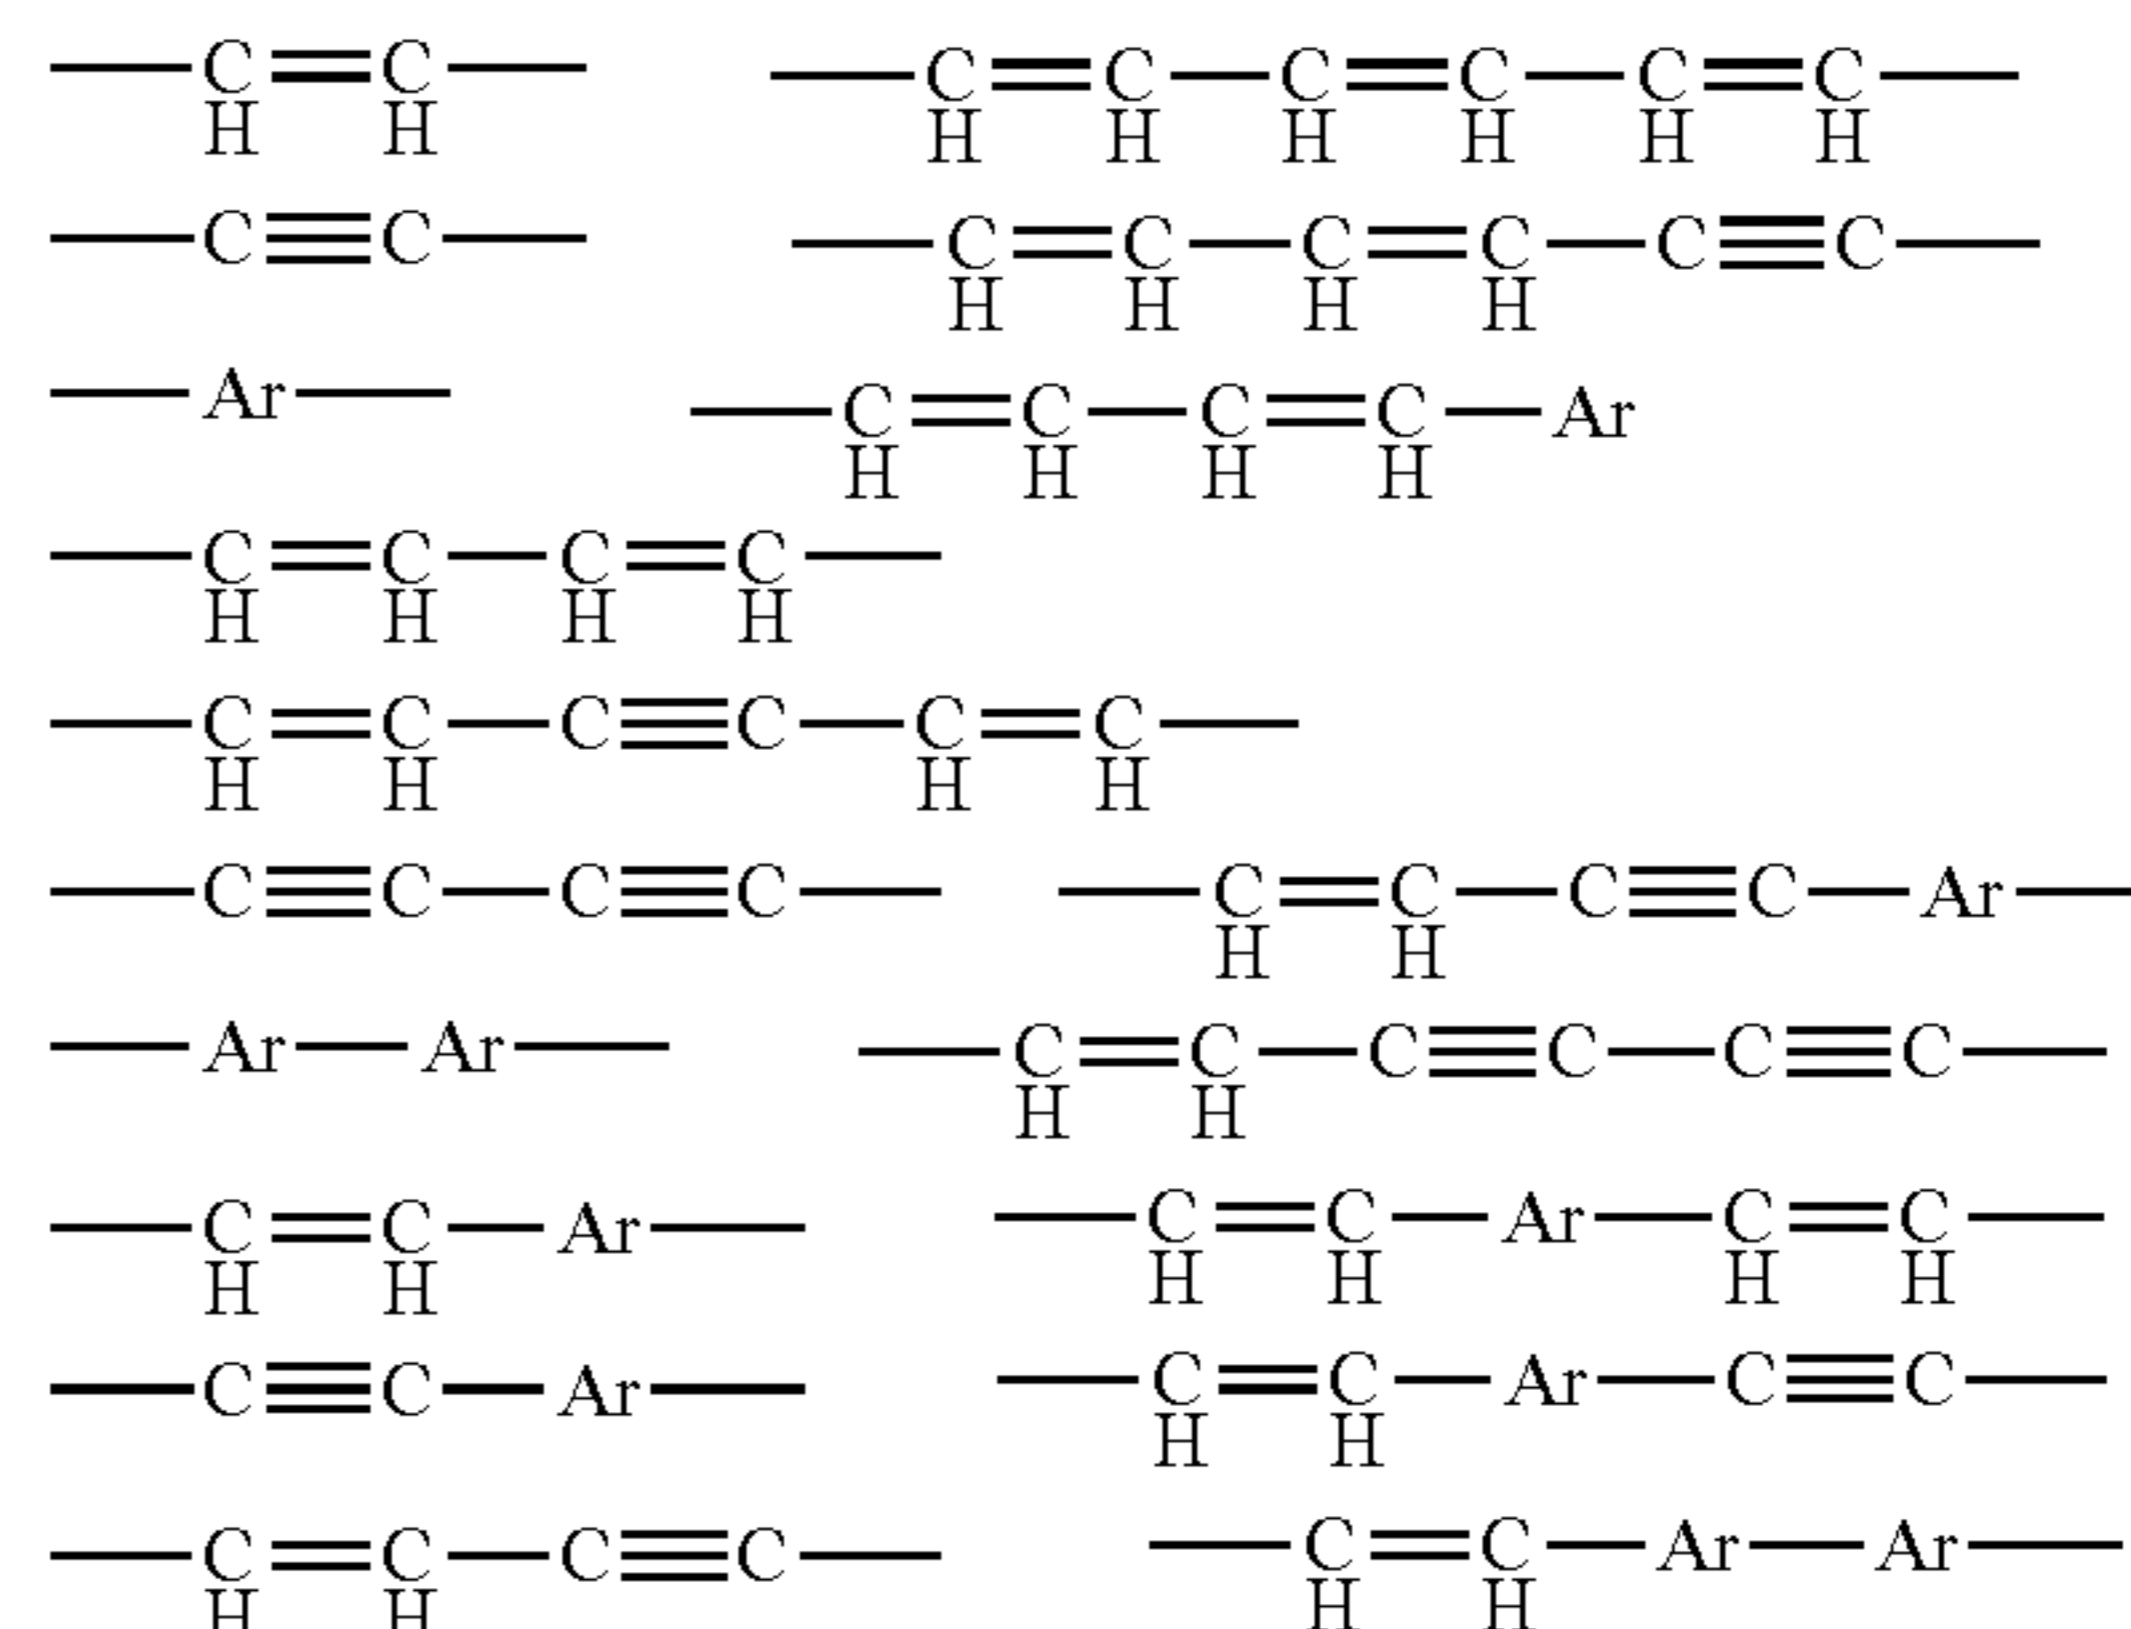 —C=C— —C=C—C=C—C=C—
H H H H H H H H
—C≡C— —C=C—C=C—C≡C—
H H H H
—Ar— —C=C—C=C—Ar
H H H H
—C=C—C=C—
H H H H
—C=C—C≡C—C=C—
H H H H
—C≡C—C≡C— —C=C—C≡C—Ar—
H H
—Ar—Ar— —C=C—C≡C—C≡C—
H H
—C=C—Ar— —C=C—Ar—C=C—
H H H H H H
—C≡C—Ar— —C=C—Ar—C≡C—
H H
—C=C—C≡C— —C=C—Ar—Ar—
H H H H